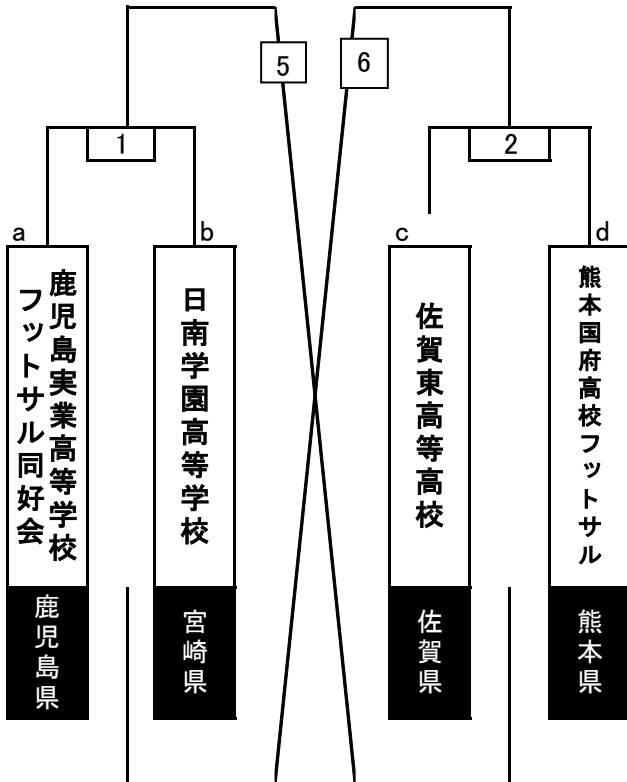 5
6
1
2
a
b
c
d
鹿児島実業高等学校
フットサル同好会
日南学園高等学校
佐賀東高等高校
熊本国府高校フットサル
鹿児島県
宮崎県
佐賀県
熊本県